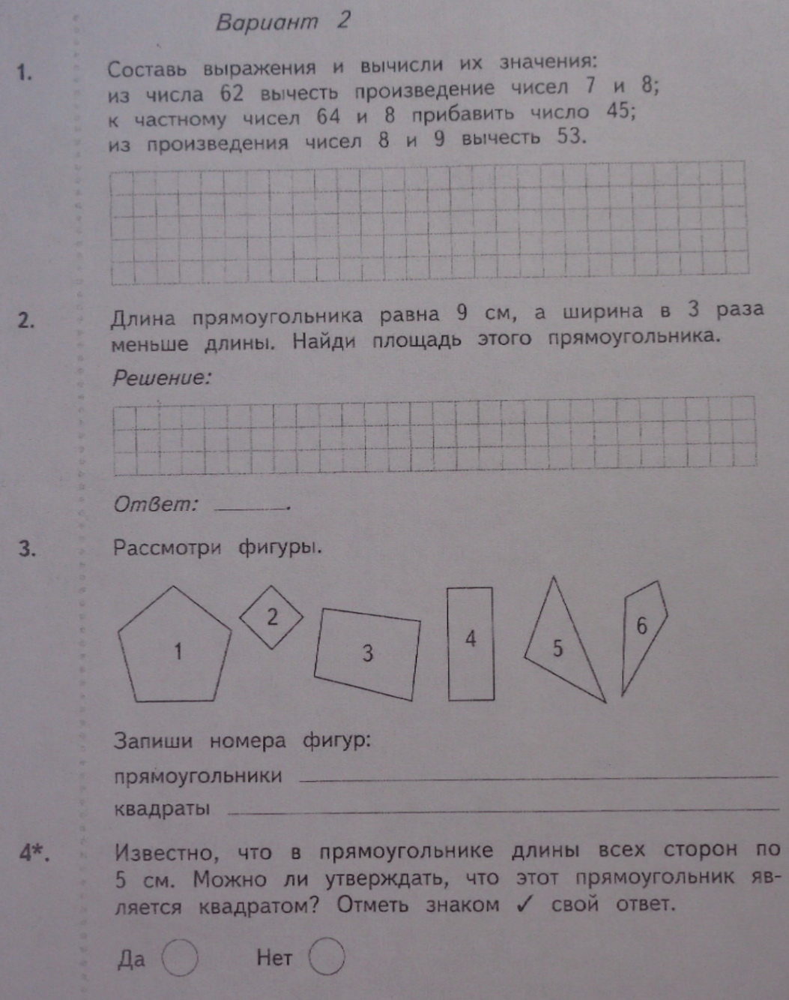 Вариант 2
1. Составь выражения и вычисли их значения:
из числа 62 вычесть произведение чисел 7 и 8;
к частному чисел 64 и 8 прибавить число 45;
из произведения чисел 8 и 9 вычесть 53.
2. Длина прямоугольника равна 9 см, а ширина в 3 раза
меньше длины. Найди площадь этого прямоугольника.
Решение:
Ответ: ______.
3. Рассмотри фигуры.
1 2 3 4 5 6
Запиши номера фигур:
прямоугольники
квадраты
4*. Известно, что в прямоугольнике длины всех сторон по
5 см. Можно ли утверждать, что этот прямоугольник яв-
ляется квадратом? Отметь знаком ✓ свой ответ.
Да Нет